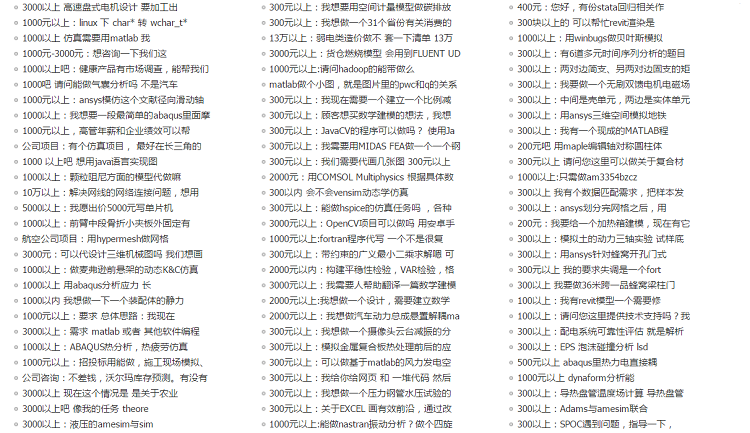 3000以上 高速盘式电机 设计 要加工出
1000元以上：linux 下 char* 转 wchar_t*
1000以上 仿真需要用matlab 我
1000元-3000元：想咨询一下我们这
1000以上吧：健康产品有市场调查，能帮我们
1000吧 请问能做气囊分析吗 不是汽车
1000元以上：ansys模仿这个文献径向滑动轴
1000以上：我想要一段最简单的abaqus里面摩
1000元以上，高管年薪和企业绩效可以帮
公司项目：有个仿真项目， 最好在长三角的
1000 以上吧 想用java语言实现图
1000以上：颗粒阻尼方面的模型代做嘛
10万以上：解决网线的网络连接问题，想用
5000以上：我愿出价5000元写单片机
1000以上：前臂中段骨折小夹板外固定有
航空公司项目：用hypermesh做网格
3000元：可以代设计三维机械图吗 我们想画
1000以上：做麦弗逊前悬架的动态K&C仿真
1000以上 用abaqus分析应力 长
1000以内 我想做一下一个装配体的静力
1000元以上：要求 总体思路：我现在
3000以上：需求 matlab 或者 其他软件编程
1000以上：ABAQUS热分析，热疲劳仿真
1000元以上：招投标用能做，施工现场模拟、
公司咨询：不差钱，沃尔玛库存预测。有没有
3000以上 现在这个情况是 是关于农业
3000以上吧 像我的任务 theore
3000以上：液压的amesim与sim
300元以上：我想要用空间计量模型做碳排放
300元以上：我想做一个31个省份有关消费的
13万以上：弱电类造价做不 套一下清单 13万
3000元以上：货仓燃烧模型 会用到FLUENT UD
1000元以上:请问hadoop的能带做么
matlab做个小图，就是图片里的pwc和q的关系
300元以上：我现在需要一个建立一个比例减
300元以上：顾客想买数学建模的想法，我想
300元以上：JavaCV的程序可以做吗？ 使用Ja
300元以上：我需要用MIDAS FEA做一个一个钢
300元以上：我们需要代画几张图 300元以上
2000元：用COMSOL Multiphysics 根据具体数
300以内 会不会vensim动态学仿真
300元以上：能做hspice的仿真任务吗 ，各种
3000元以上：OpenCV项目可以做吗 用安卓手
1000元以上:fortran程序代写 一个不是很复
300元以上：带约束的广义最小二乘求解嗯 可
2000元以内：构建平稳性检验，VAR检验，格
3000元以上：我需要人帮助翻译一篇数学建模
2000元以上:我想做一个设计，需要建立数学
2000元以上：我想做汽车动力总成悬置解耦ma
300元以上：我想做一个摄像头云台减振的分
300元以上：模拟金属复合板热处理前后的应
300元以上：可以做基于matlab的风力发电空
300元以上：我给你给网页 和 一堆代码 然后
300元以上：我想做一个压力钢管水压试验的
300元以上：关于EXCEL 画有效前沿，通过改
1000元以上:能做nastran振动分析？做个四旋
400元：您好，有份stata回归相关作
300块以上的 可以帮忙revit渲染是
1000以上：用winbugs做贝叶斯模拟
300以上：有6道多元时间序列分析的题目
300以上：两对边简支、另两对边固支的矩
300以上：我要做一个无刷双馈电机电磁场
300以上：中间是壳单元，两边是实体单元
300以上：用ansys三维空间模拟地铁
300以上：我有一个现成的MATLAB程
200元吧 用maple编辑轴对称圆柱体
300元以上 请问您这里可以做关于复合材
1000以上:只需做am3354bzcz
300以上 我有个数据匹配需求，把样本发
300以上：ansys划分完网格之后，用
200元：我要给一个加热箱建模，现在有它
300以上：模拟土的动力三轴实验 试样底
300以上：用ansys针对蜂窝开孔门式
300元以上 我的要求失调是一个fort
300以上 我要做36米跨一品蜂窝梁柱门
100以上：我有revit模型一个需要修
100以上：请问您这里提供技术支持吗？我
300以上：配电系统可靠性评估 就是解析
300以上：EPS 泡沫碰撞分析 lsd
500元以上 abaqus里热力电直接耦
1000元以上 dynaform分析能
300以上：导热盘管温度场计算 导热盘管
300以上：Adams与amesim联合
300以上：SPOC遇到问题，指导一下，